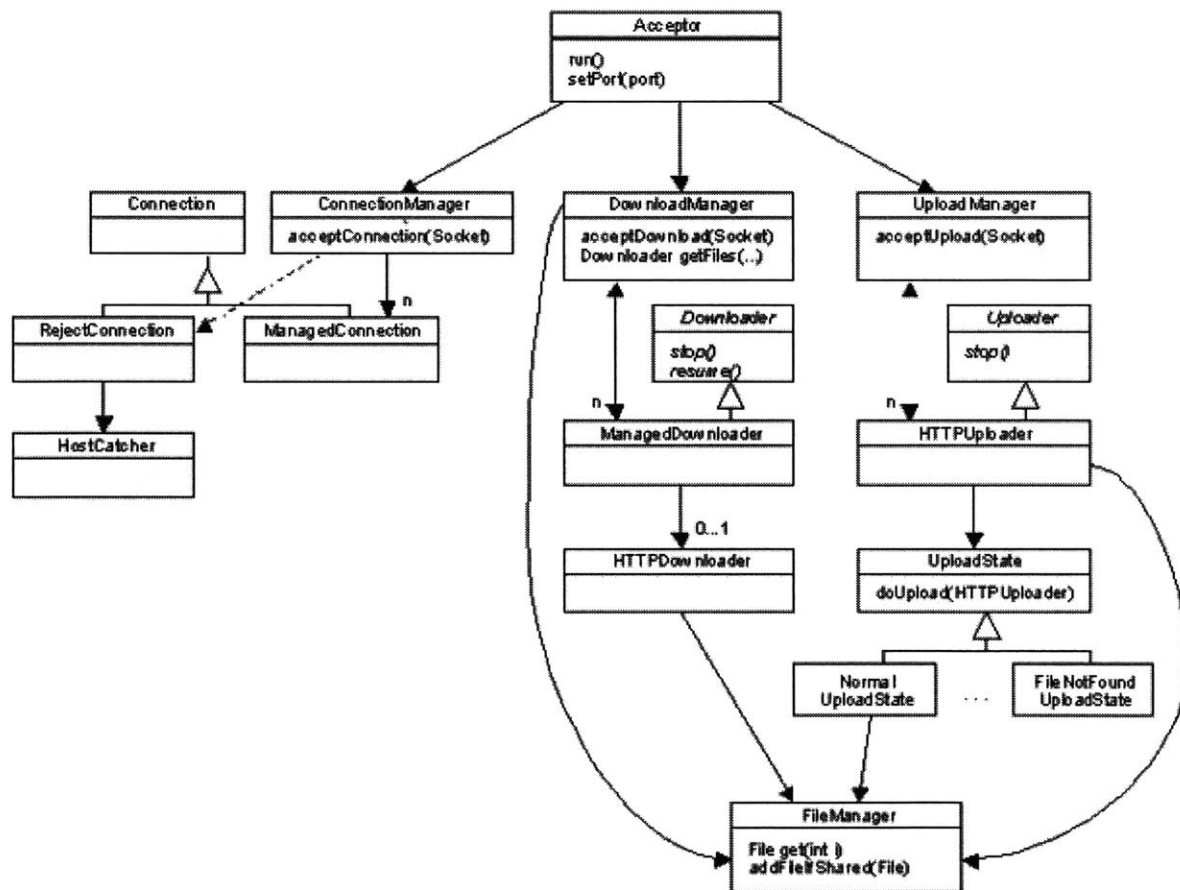 Acceptor
run()
setPort(port)
Connection
ConnectionManager
acceptConnection(Socket)
DownloadManager
acceptDownload(Socket)
Downloader getFiles(..)
UploadManager
acceptUpload(Socket)
n
RejectConnection
ManagedConnection
Downloader
stop()
resume()
Uploader
stop()
HostCatcher
n
ManagedDownloader
n
HTTPUploader
0...1
HTTPDownloader
UploadState
doUpload(HTTPUploader)
Normal
UploadState
. . .
FileNotFound
UploadState
FileManager
File get(int i)
addFileIfShared(File)